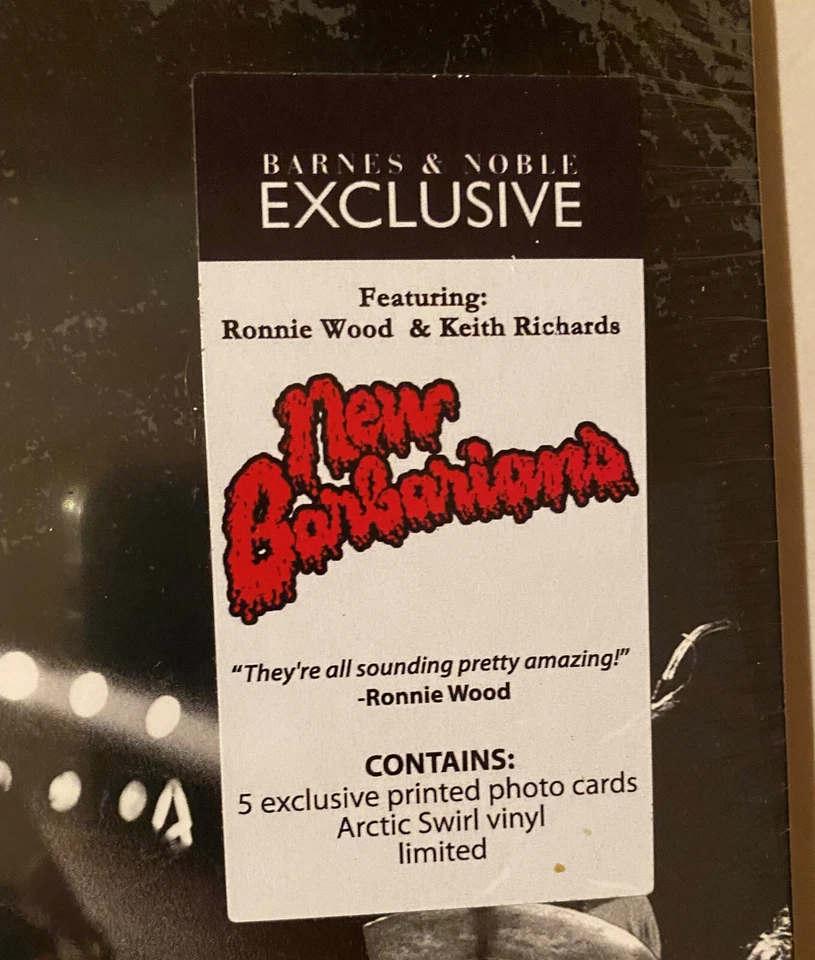 BARNES & NOBLE
EXCLUSIVE
Featuring:
Ronnie Wood & Keith Richards
New
Barbarians
“They're all sounding pretty amazing!”
-Ronnie Wood
CONTAINS:
5 exclusive printed photo cards
Arctic Swirl vinyl
limited